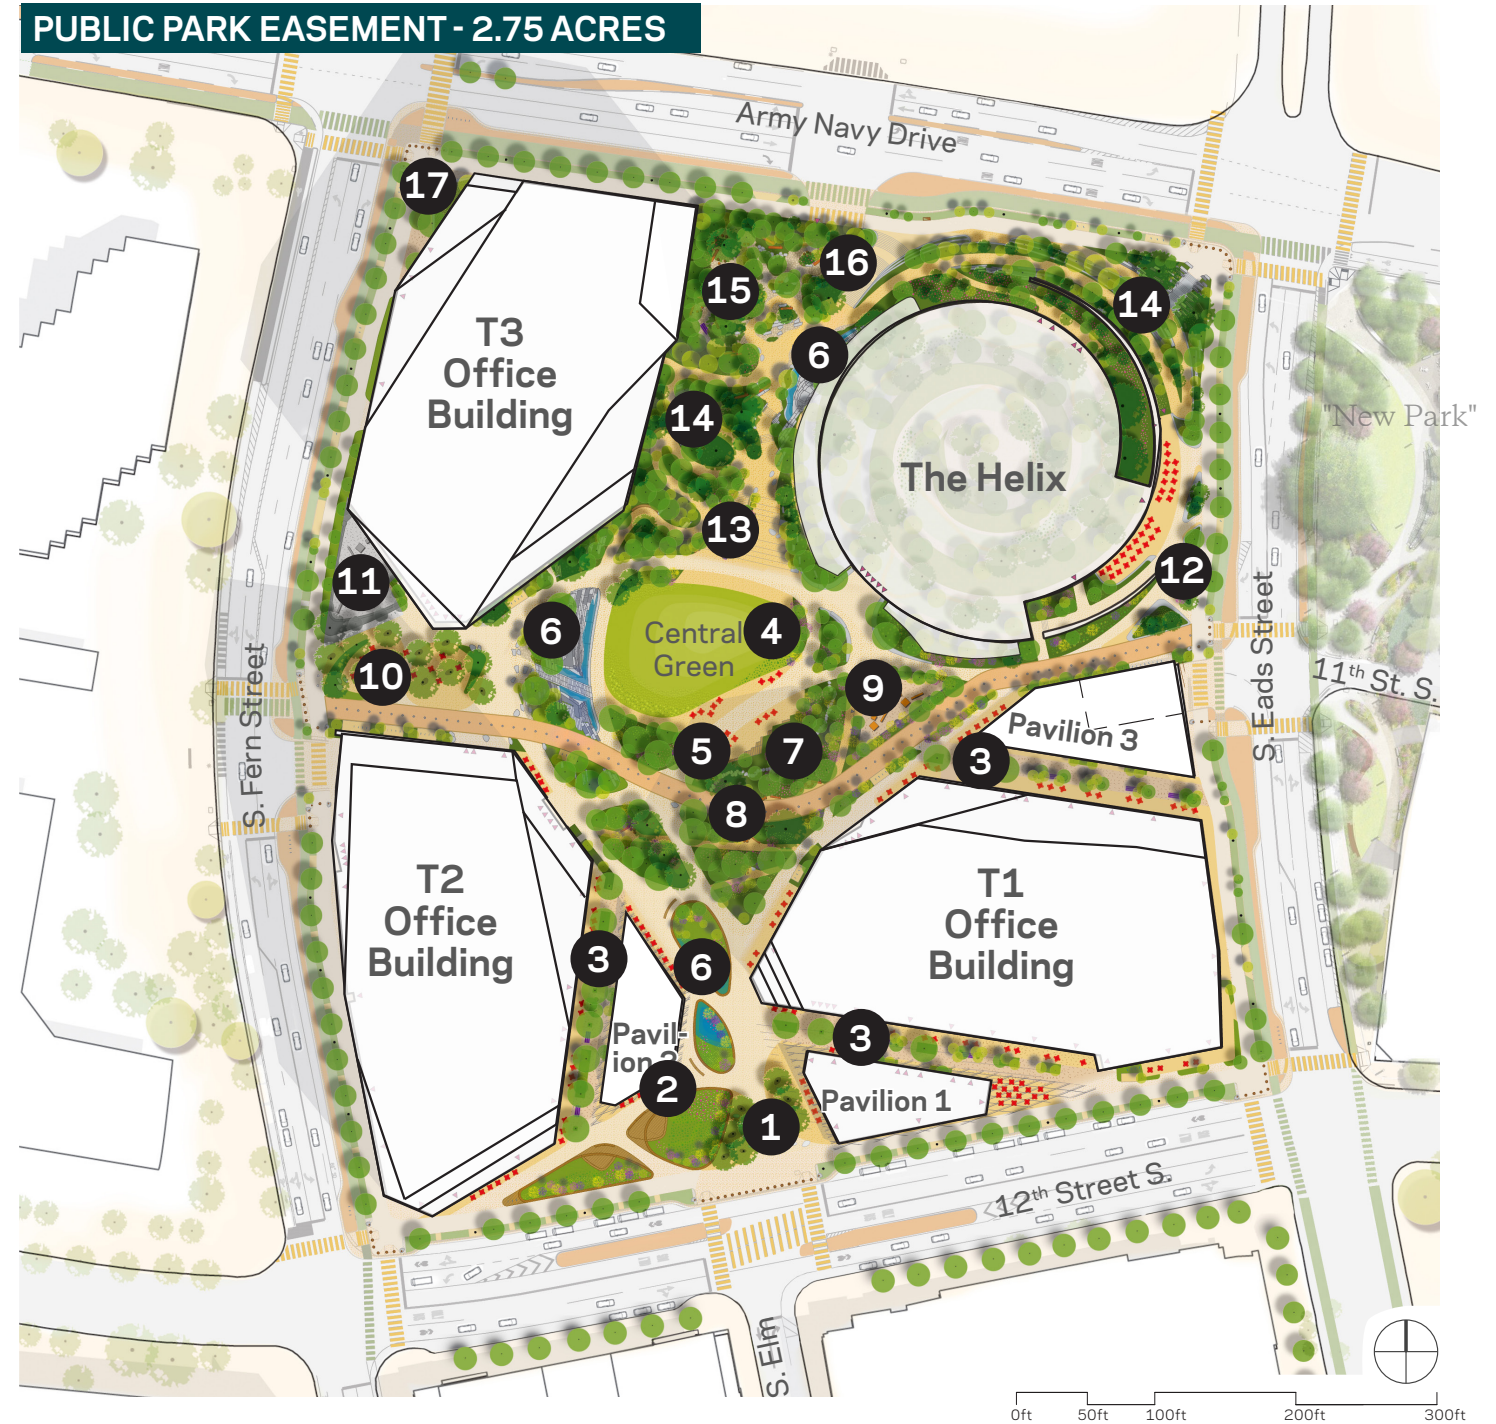 PUBLIC PARK EASEMENT - 2.75 ACRES
Army Navy Drive
17
16
15
14
6
T3
Office
Building
14
"New Park"
The Helix
13
11
12
6
Central
Green
4
S. Fern Street
S. Eads Street
10
9
11th St. S.
5
7
Pavilion 3
3
8
T2
Office
Building
T1
Office
Building
3
6
Pavil-
ion 2
3
2
Pavilion 1
1
12th Street S.
S. Elm
0ft 50ft 100ft 200ft 300ft